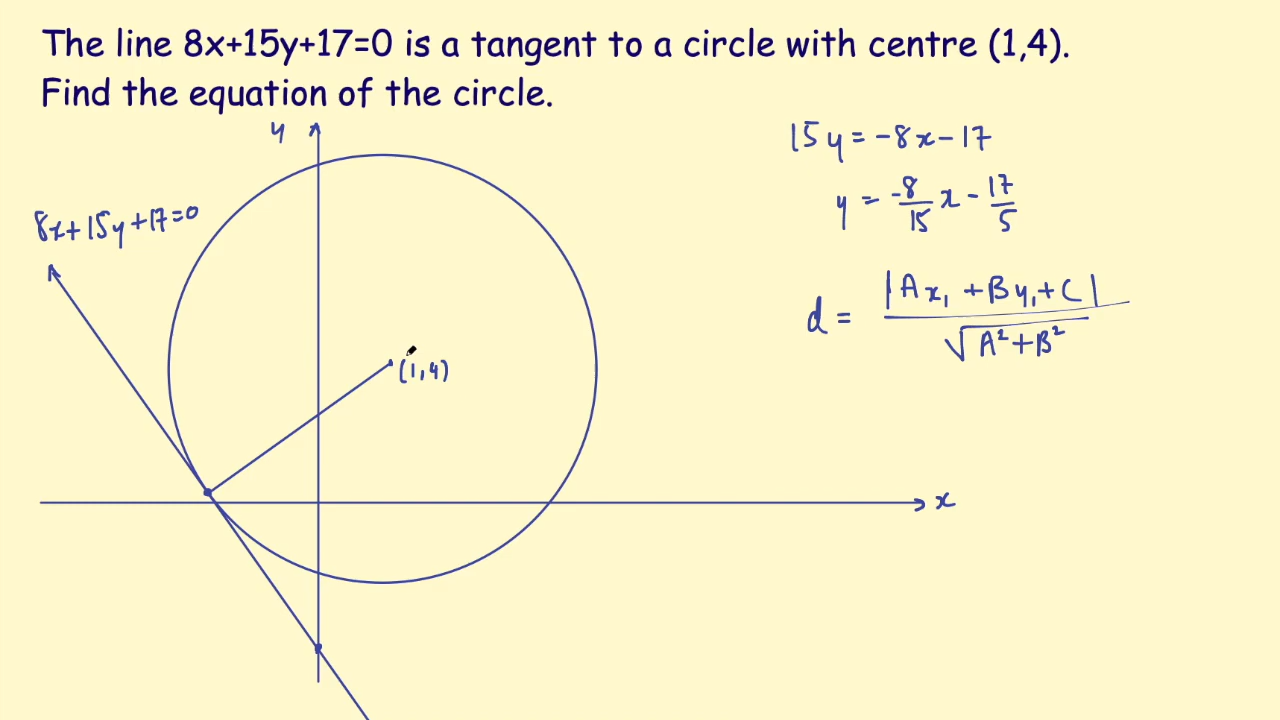 The line 8x+15y+17=0 is a tangent to a circle with centre (1,4).
Find the equation of the circle.
y
15y = -8x - 17
y = -8/15 x - 17/5
8x+15y+17=0
d = |Ax₁ + By₁ + C| / √A² + B²
(1,4)
x